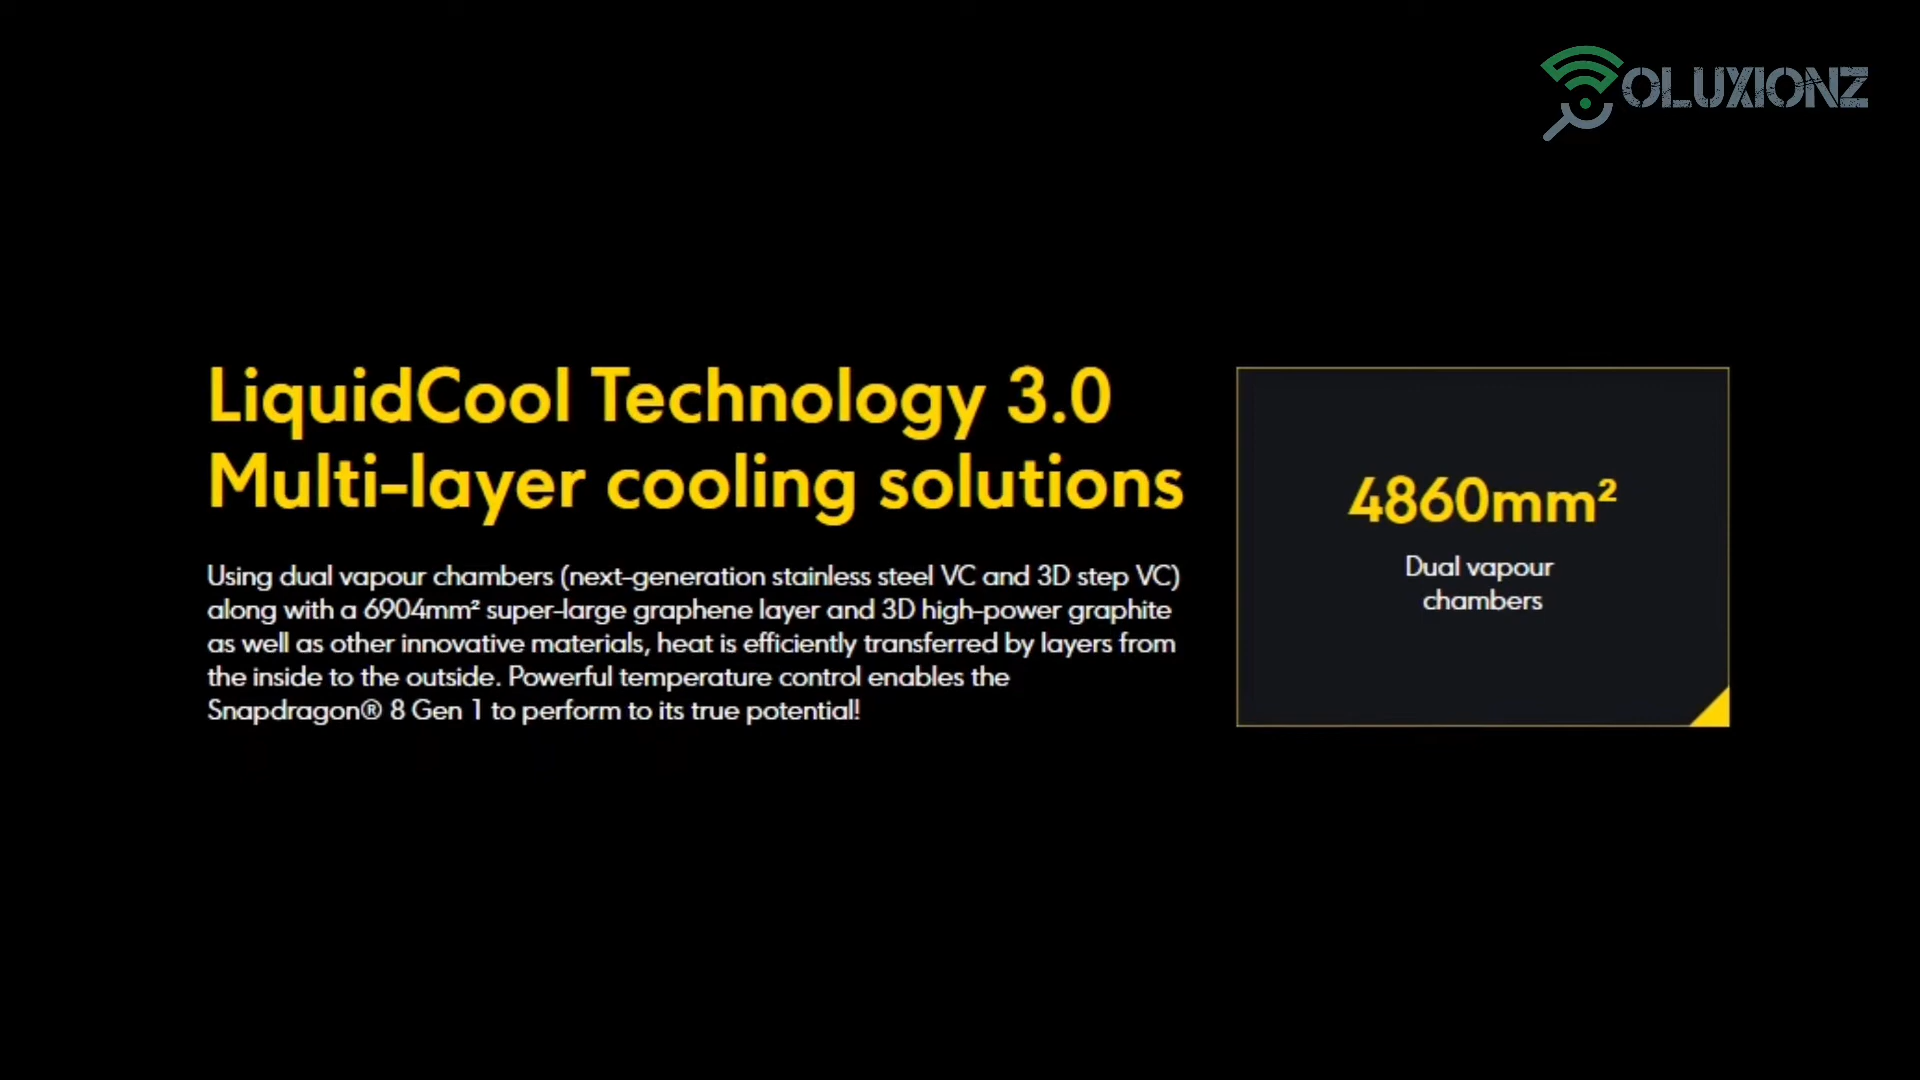 SOLUXIONZ
LiquidCool Technology 3.0
Multi-layer cooling solutions
Using dual vapour chambers (next-generation stainless steel VC and 3D step VC)
along with a 6904mm² super-large graphene layer and 3D high-power graphite
as well as other innovative materials, heat is efficiently transferred by layers from
the inside to the outside. Powerful temperature control enables the
Snapdragon® 8 Gen 1 to perform to its true potential!
4860mm²
Dual vapour
chambers